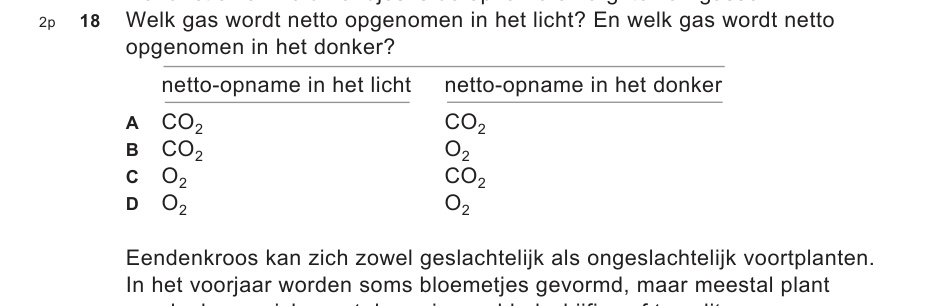 2p 18 Welk gas wordt netto opgenomen in het licht? En welk gas wordt netto
opgenomen in het donker?
netto-opname in het licht netto-opname in het donker
A CO₂ CO₂
B CO₂ O₂
C O₂ CO₂
D O₂ O₂
Eendenkroos kan zich zowel geslachtelijk als ongeslachtelijk voortplanten.
In het voorjaar worden soms bloemetjes gevormd, maar meestal plant